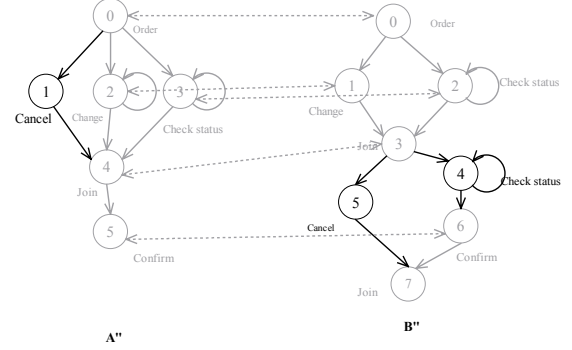 0
Order
1
Cancel
2
Change
3
Check status
4
Join
5
Confirm
A"
0
Order
1
Change
2
Check status
Join
3
4
Check status
5
Cancel
6
Confirm
Join
7
B"